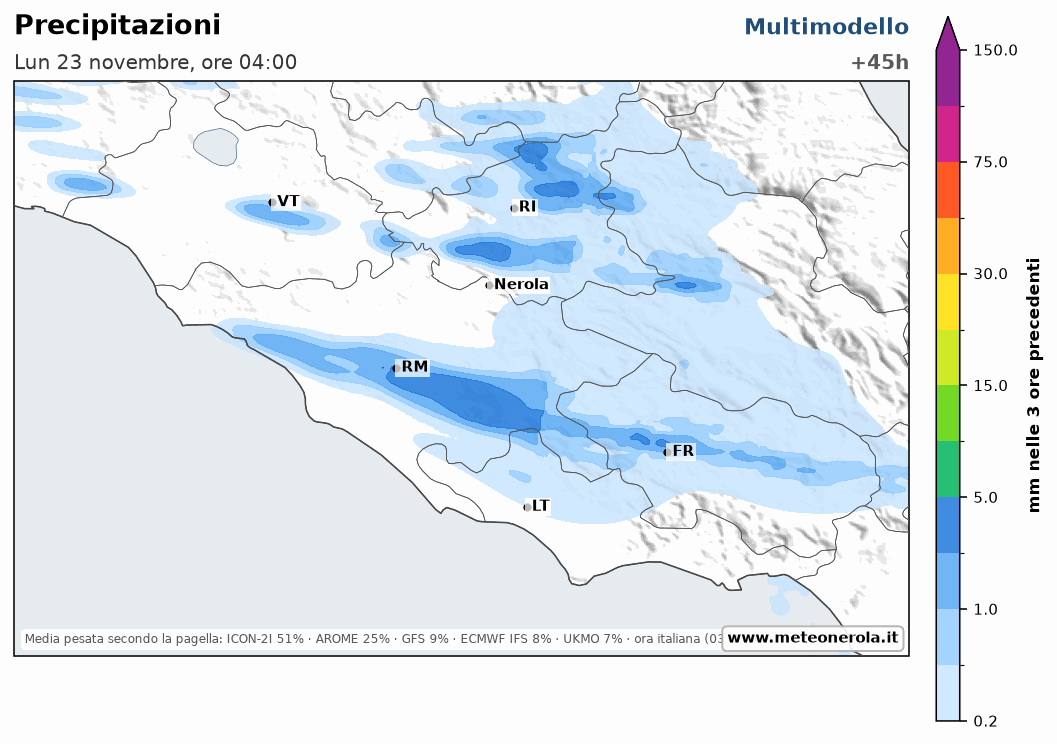 Precipitazioni
Multimodello
Lun 23 novembre, ore 04:00
+45h
150.0
75.0
30.0
15.0
5.0
1.0
0.2
mm nelle 3 ore precedenti
VT
RI
Nerola
RM
FR
LT
Media pesata secondo la pagella: ICON-2I 51% · AROME 25% · GFS 9% · ECMWF IFS 8% · UKMO 7% · ora italiana (03
www.meteonerola.it